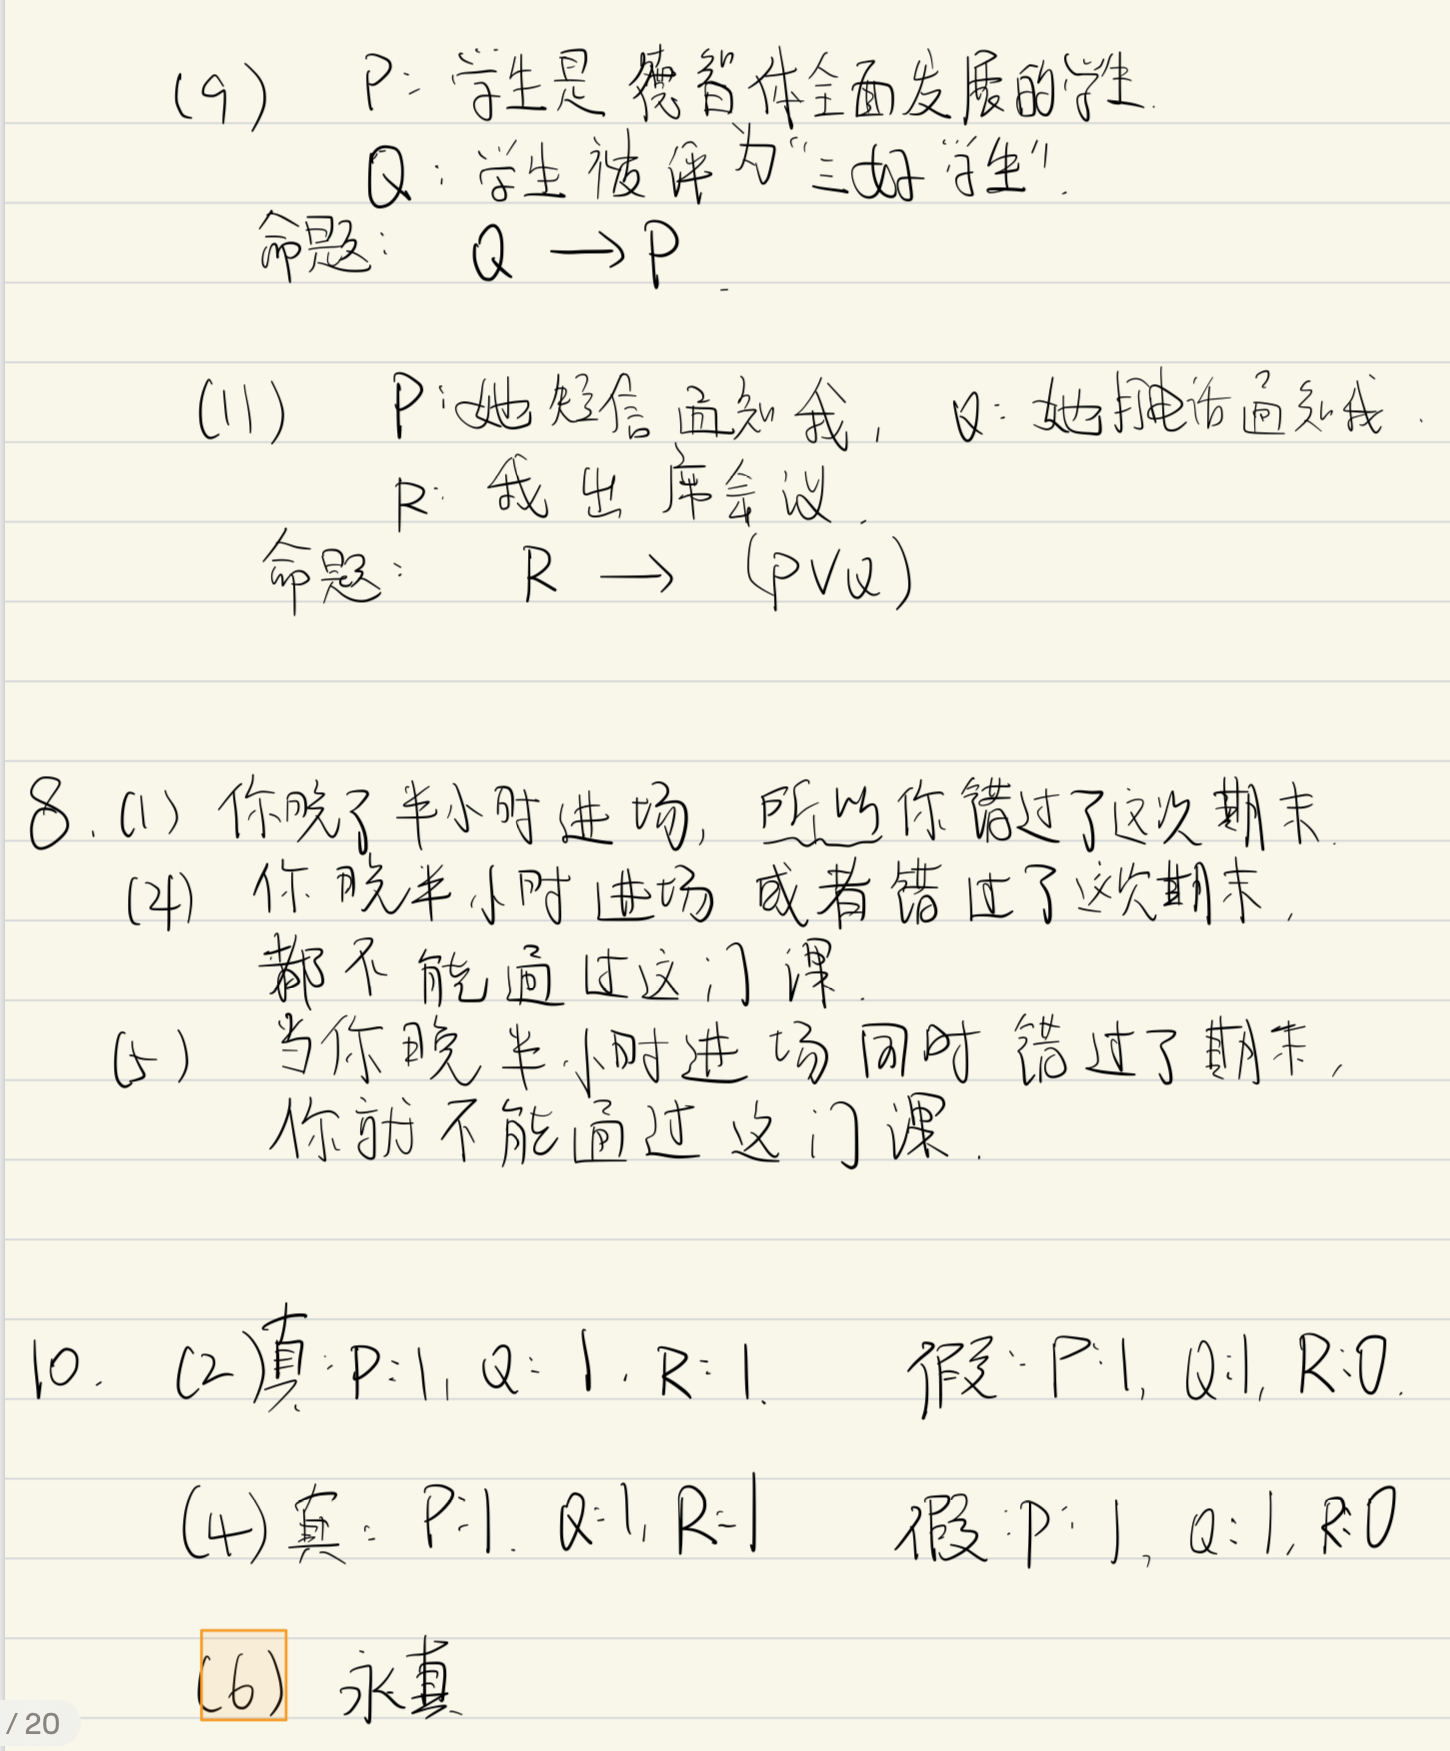 (9) P: 学生是德智体全面发展的学生.
Q: 学生被评为“三好学生”.
命题: Q → P.
(11) P: 她短信通知我, Q: 她打电话通知我.
R: 我出席会议.
命题: R → (P∨Q)
8. (1) 你晚了半小时进场, 所以你错过了这次期末.
(4) 你晚半小时进场或者错过了这次期末,
都不能通过这门课.
(5) 当你晚半小时进场同时错过了期末,
你就不能通过这门课.
10. (2) 真: P:1, Q:1, R:1. 假: P:1, Q:1, R:0.
(4) 真: P:1. Q:1, R:1 假: P:1, Q:1, R:0
(6) 永真
/ 20